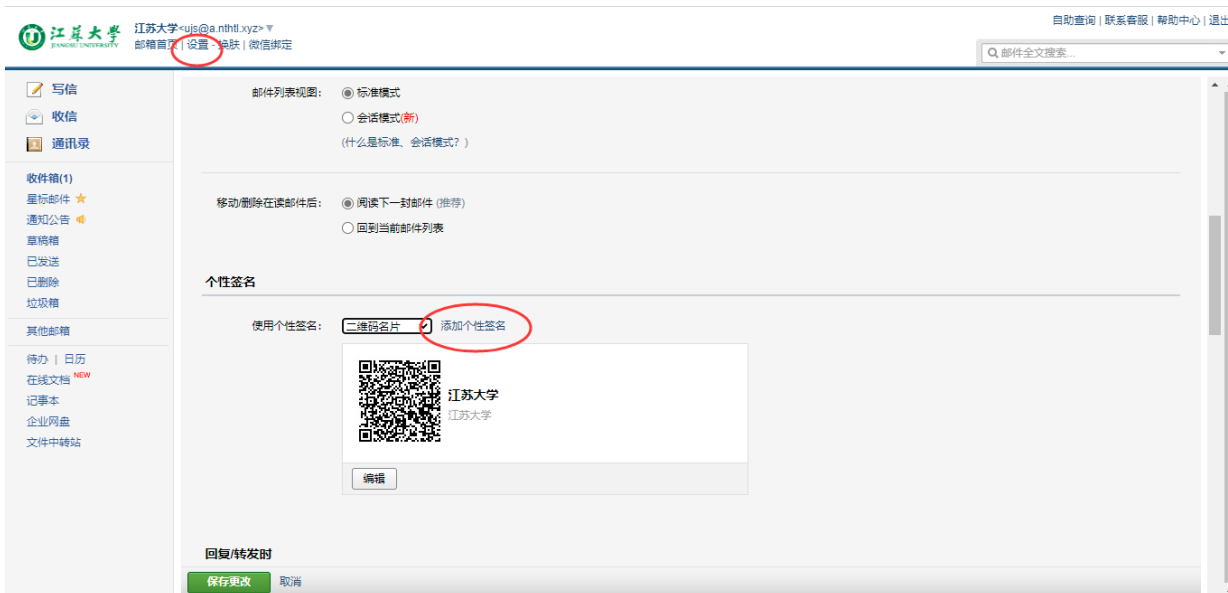 江苏大学
JIANGSU UNIVERSITY
江苏大学<ujs@a.nthtl.xyz>▼
邮箱首页 | 设置 - 换肤 | 微信绑定
自助查询 | 联系客服 | 帮助中心 | 退出
邮件全文搜索...
写信
收信
通讯录
收件箱(1)
星标邮件
通知公告
草稿箱
已发送
已删除
垃圾箱
其他邮箱
待办 | 日历
在线文档 NEW
记事本
企业网盘
文件中转站
邮件列表视图: 标准模式
会话模式(新)
(什么是标准、会话模式? )
移动/删除在读邮件后: 阅读下一封邮件 (推荐)
回到当前邮件列表
个性签名
使用个性签名: 二维码名片 添加个性签名
江苏大学
江苏大学
编辑
回复/转发时
保存更改 取消